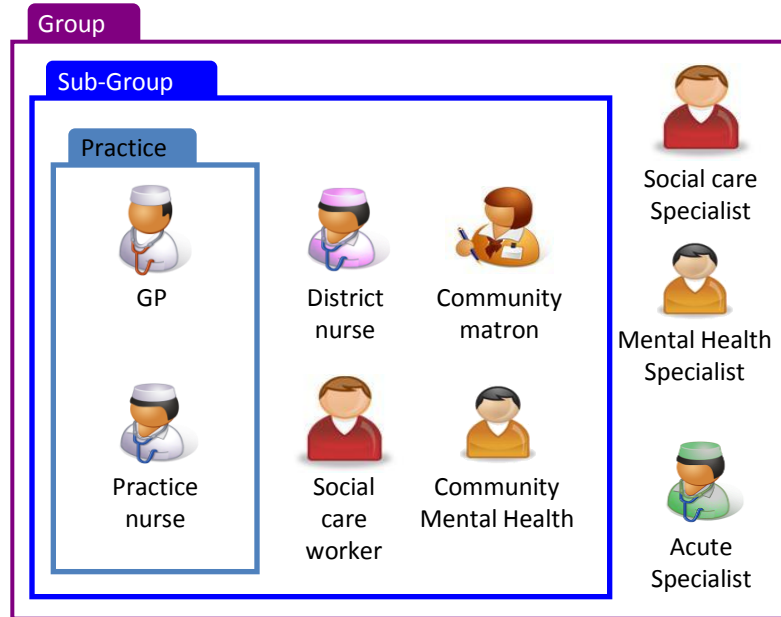 Group
Sub-Group
Practice
GP
Practice
nurse
District
nurse
Community
matron
Social
care
worker
Community
Mental Health
Social care
Specialist
Mental Health
Specialist
Acute
Specialist